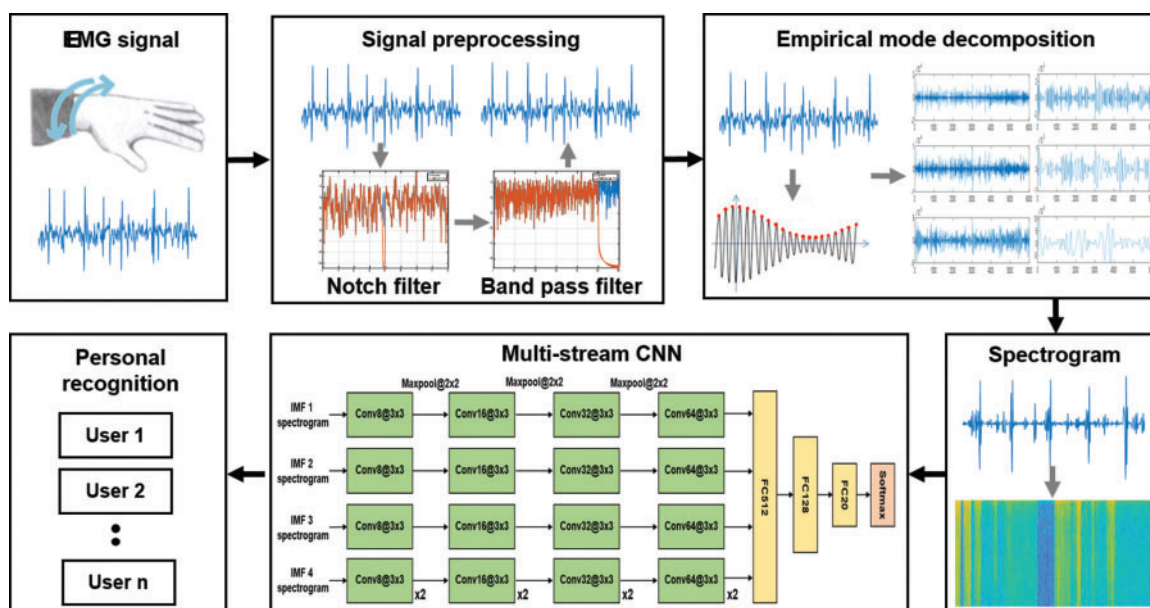 EMG signal
Signal preprocessing
Notch filter
Band pass filter
Empirical mode decomposition
Spectrogram
Multi-stream CNN
Maxpool@2x2
Maxpool@2x2
Maxpool@2x2
IMF 1
spectrogram
Conv8@3x3
Conv16@3x3
Conv32@3x3
Conv64@3x3
IMF 2
spectrogram
Conv8@3x3
Conv16@3x3
Conv32@3x3
Conv64@3x3
IMF 3
spectrogram
Conv8@3x3
Conv16@3x3
Conv32@3x3
Conv64@3x3
IMF 4
spectrogram
Conv8@3x3
x2
Conv16@3x3
x2
Conv32@3x3
x2
Conv64@3x3
x2
FC512
FC128
FC20
Softmax
Personal
recognition
User 1
User 2
User n